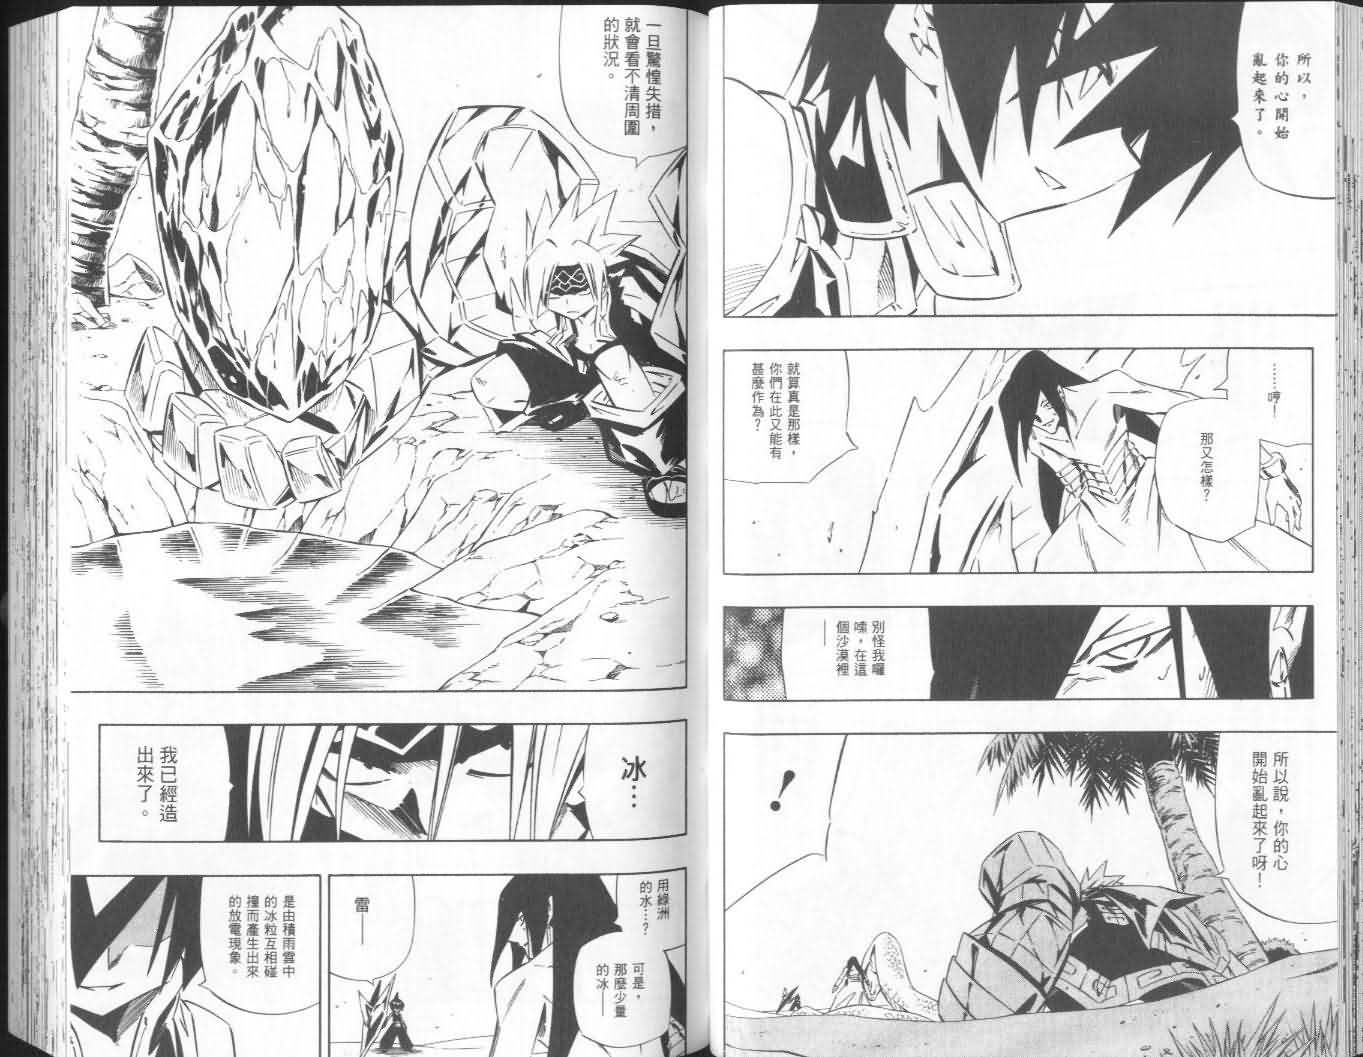 所以，
你的心開始
亂起來了。
……哼！
那又怎樣？
就算真是那樣，
你們在此又能有
甚麼作為？
別怪我囉
嗦，在這
個沙漠裡
——
所以說，你的心
開始亂起來了呀！
！
一旦驚惶失措，
就會看不清周圍
的狀況。
冰…
我已經造
出來了。
用綠洲
的水…？
可是，
那麼少量
的冰——
雷——
是由積雨雲中
的冰粒互相碰
撞而產生出來
的放電現象。